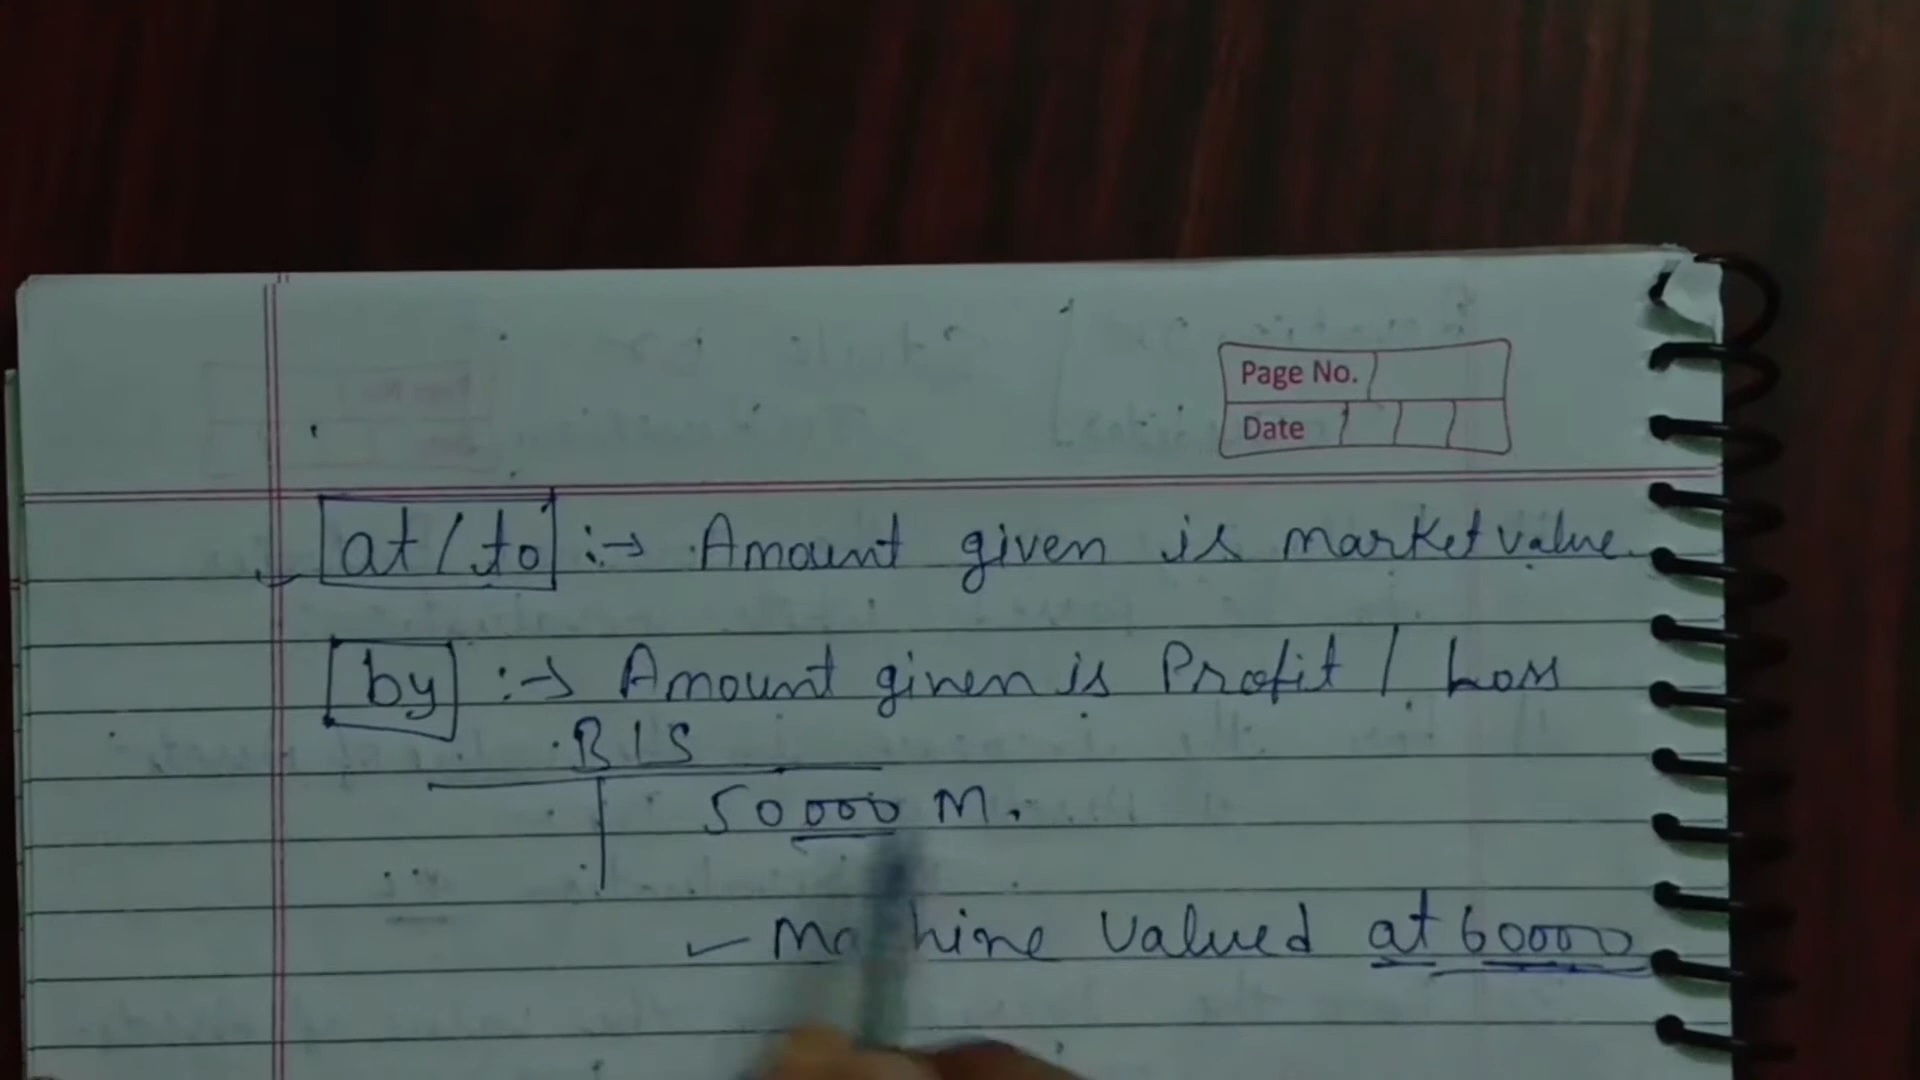 Page No.
Date
at / to :→ Amount given is market value
by :→ Amount given is Profit / Loss
B/S
50000 M.
Machine Valued at 60000